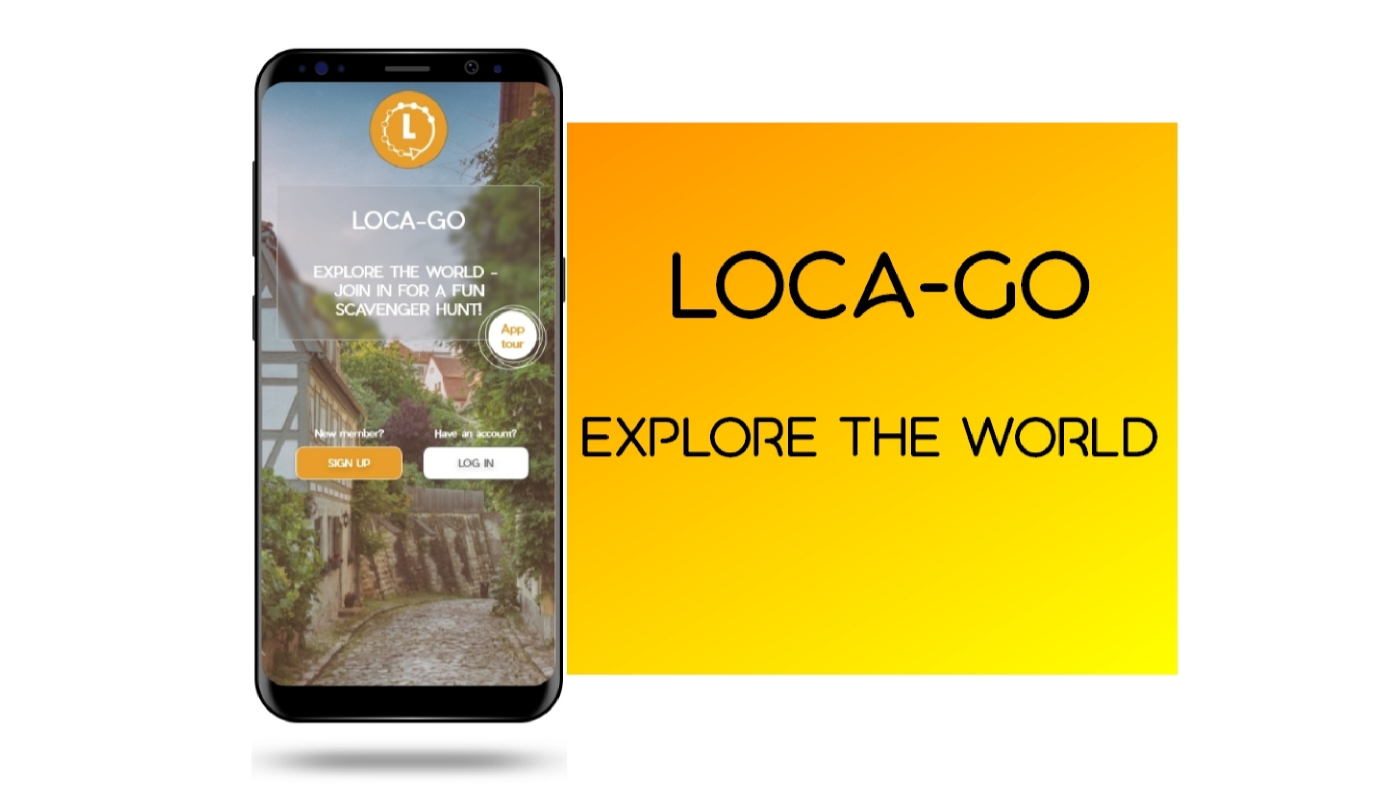 L
LOCA-GO
EXPLORE THE WORLD -
JOIN IN FOR A FUN
SCAVENGER HUNT!
App
tour
New member?
Have an account?
SIGN UP
LOG IN
LOCA-GO
EXPLORE THE WORLD